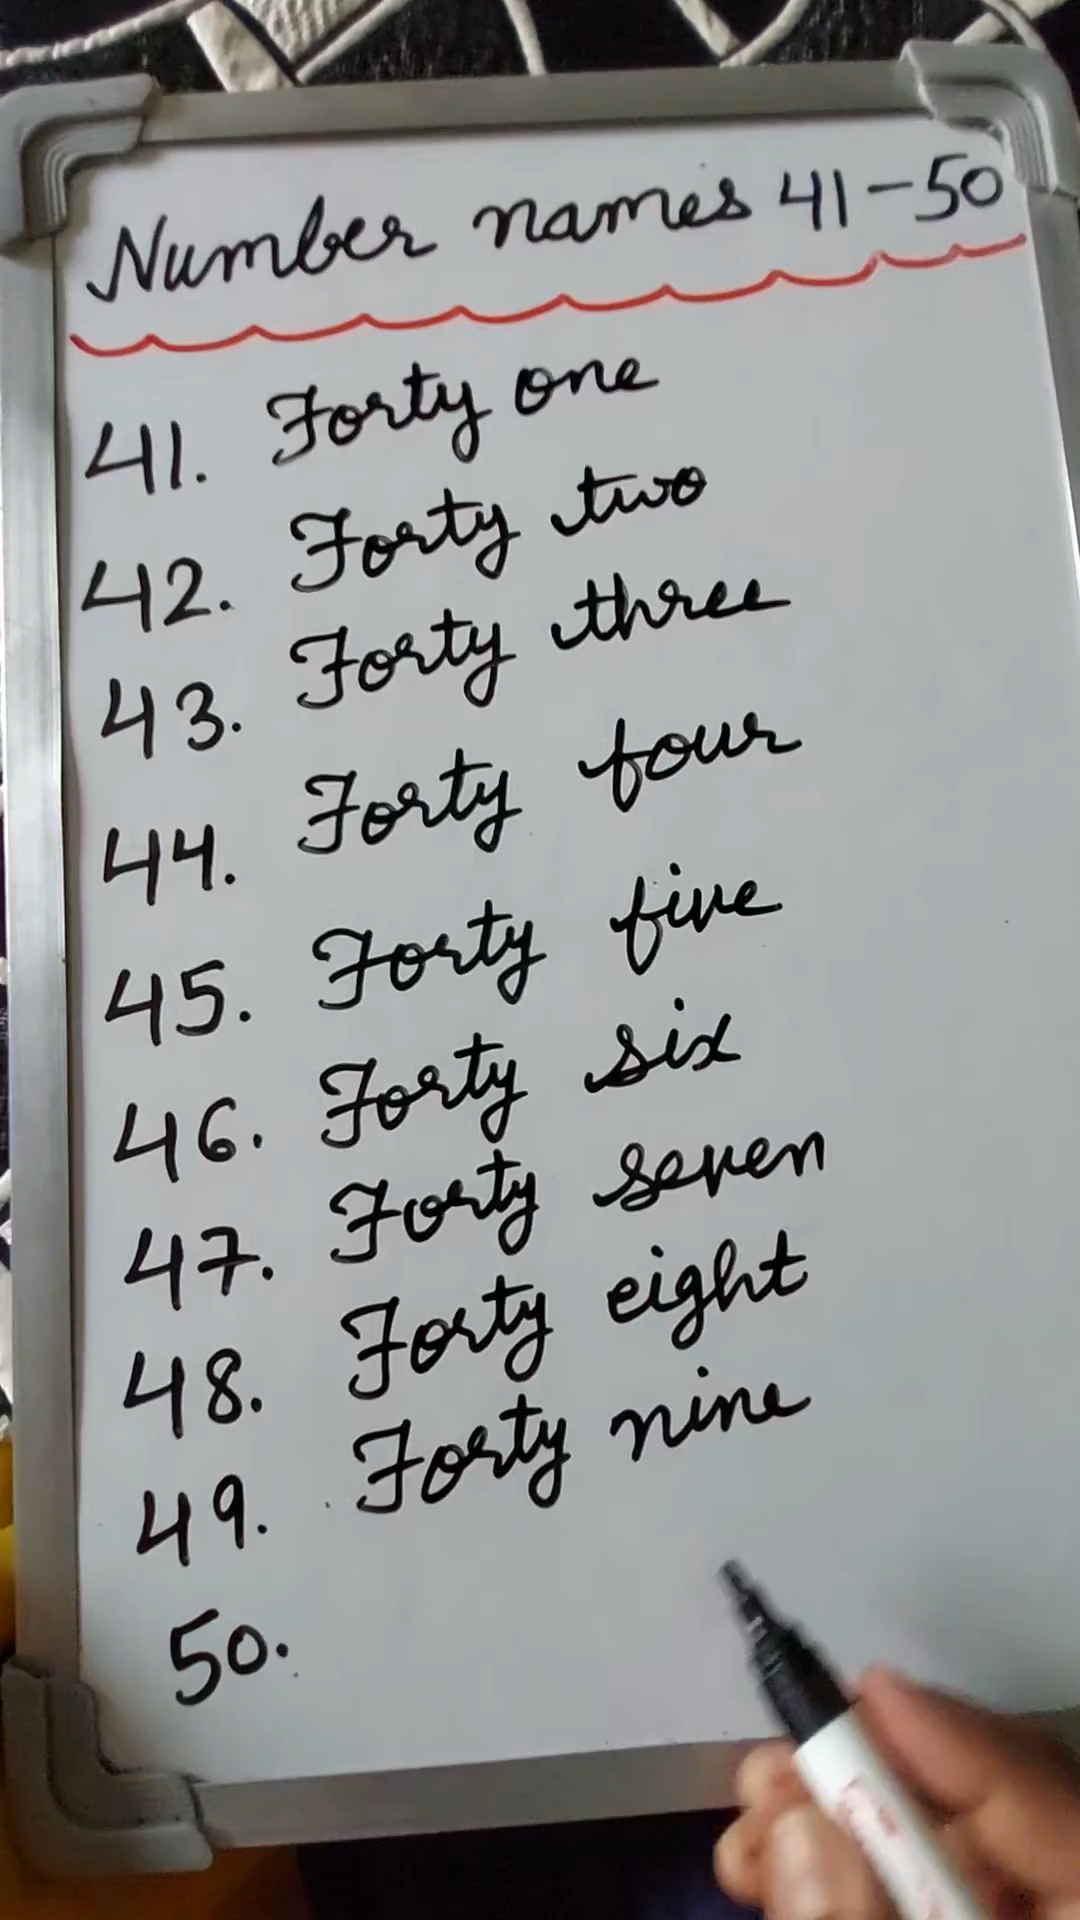 Number names 41-50
41. Forty one
42. Forty two
43. Forty three
44. Forty four
45. Forty five
46. Forty six
47. Forty seven
48. Forty eight
49. Forty nine
50.